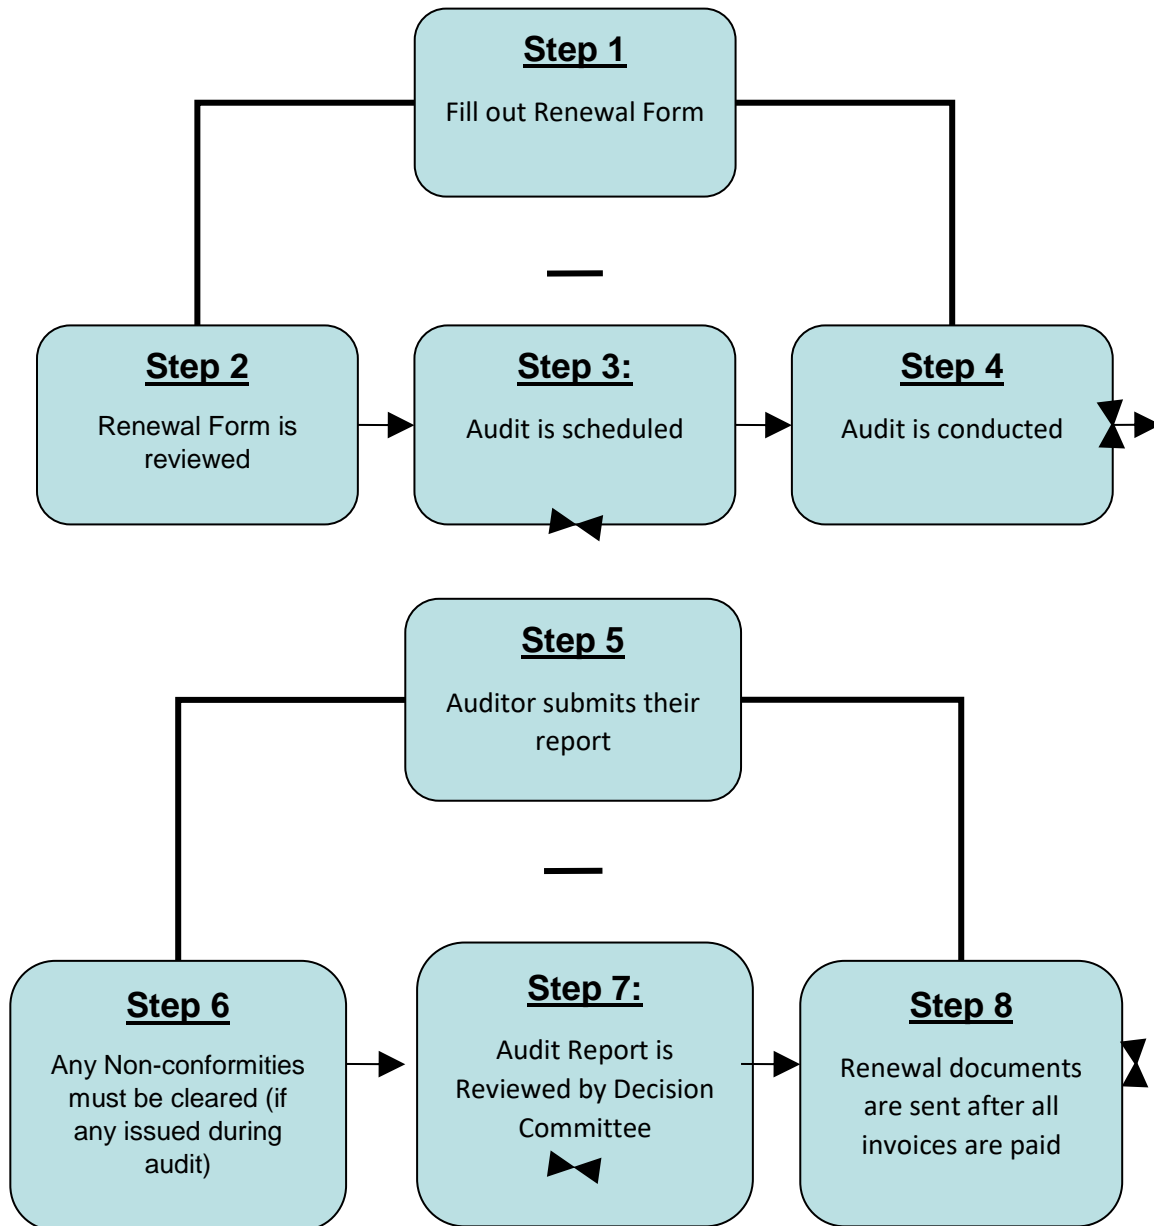 Step 1
Fill out Renewal Form
Step 2
Renewal Form is
reviewed
Step 3:
Audit is scheduled
Step 4
Audit is conducted
Step 5
Auditor submits their
report
Step 6
Any Non-conformities
must be cleared (if
any issued during
audit)
Step 7:
Audit Report is
Reviewed by Decision
Committee
Step 8
Renewal documents
are sent after all
invoices are paid